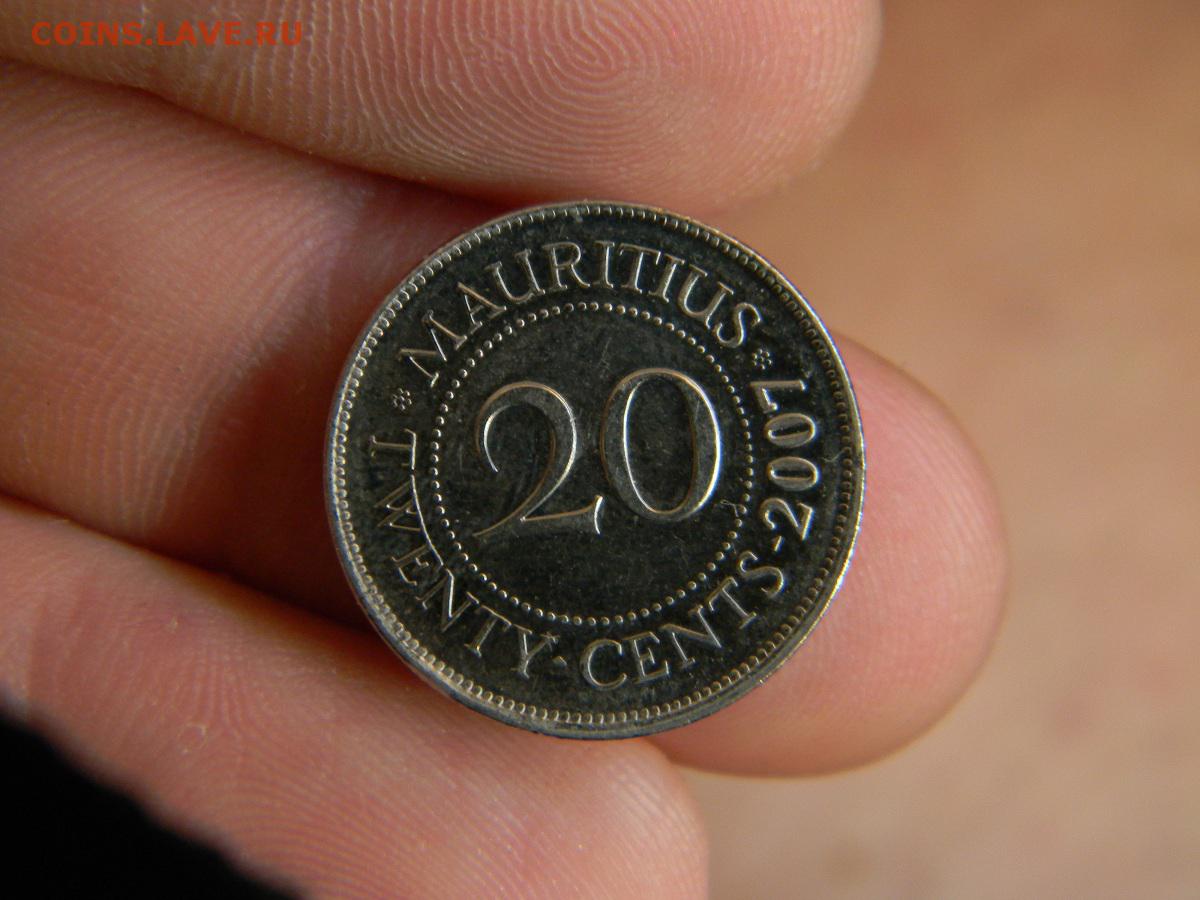 COINS.LAVE.RU
MAURITIUS
20
TWENTY-CENTS-2007